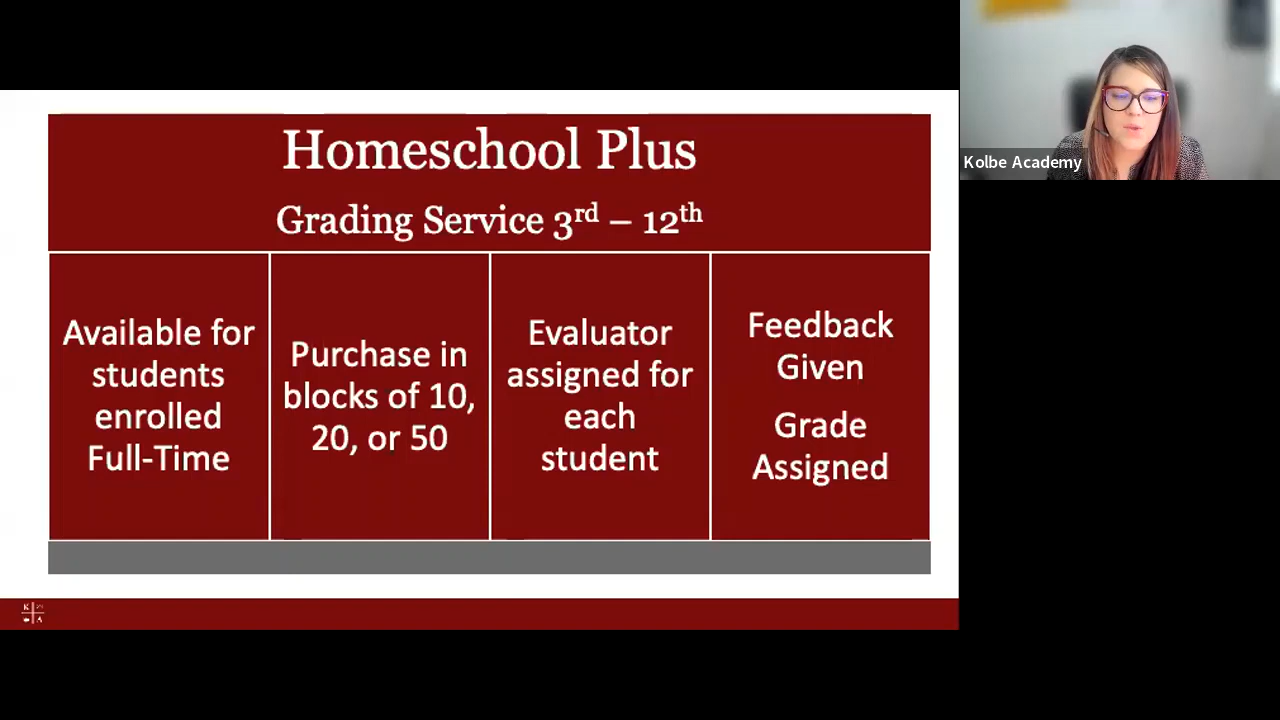 Homeschool Plus
Grading Service 3rd – 12th
Available for
students
enrolled
Full-Time
Purchase in
blocks of 10,
20, or 50
Evaluator
assigned for
each
student
Feedback
Given
Grade
Assigned
Kolbe Academy
K
A